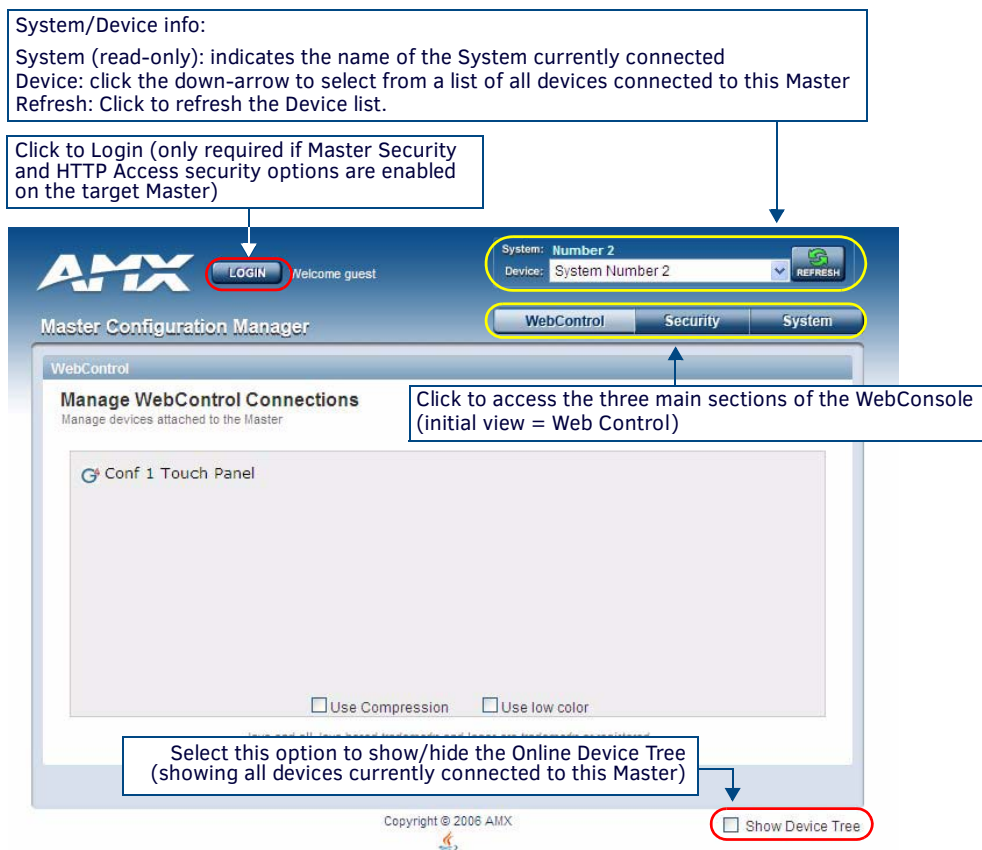 System/Device info:
System (read-only): indicates the name of the System currently connected
Device: click the down-arrow to select from a list of all devices connected to this Master
Refresh: Click to refresh the Device list.
Click to Login (only required if Master Security
and HTTP Access security options are enabled
on the target Master)
AMX
LOGIN
Welcome guest
System: Number 2
Device: System Number 2
REFRESH
Master Configuration Manager
WebControl Security System
WebControl
Manage WebControl Connections
Manage devices attached to the Master
Click to access the three main sections of the WebConsole
(initial view = Web Control)
Conf 1 Touch Panel
Use Compression
Use low color
Select this option to show/hide the Online Device Tree
(showing all devices currently connected to this Master)
Copyright © 2006 AMX
Show Device Tree